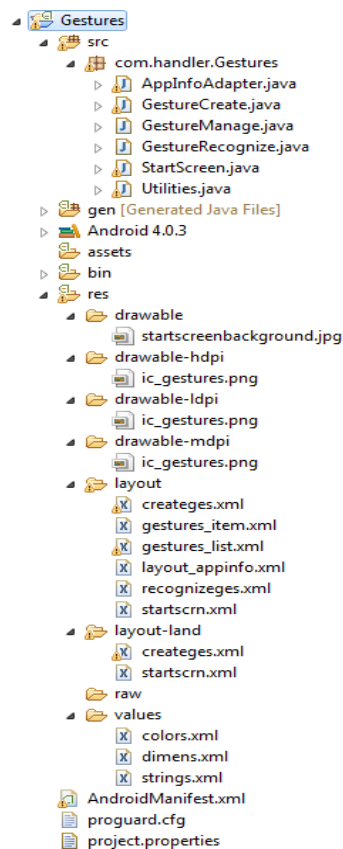 Gestures
src
com.handler.Gestures
AppInfoAdapter.java
GestureCreate.java
GestureManage.java
GestureRecognize.java
StartScreen.java
Utilities.java
gen [Generated Java Files]
Android 4.0.3
assets
bin
res
drawable
startscreenbackground.jpg
drawable-hdpi
ic_gestures.png
drawable-ldpi
ic_gestures.png
drawable-mdpi
ic_gestures.png
layout
createges.xml
gestures_item.xml
gestures_list.xml
layout_appinfo.xml
recognizeges.xml
startscrn.xml
layout-land
createges.xml
startscrn.xml
raw
values
colors.xml
dimens.xml
strings.xml
AndroidManifest.xml
proguard.cfg
project.properties